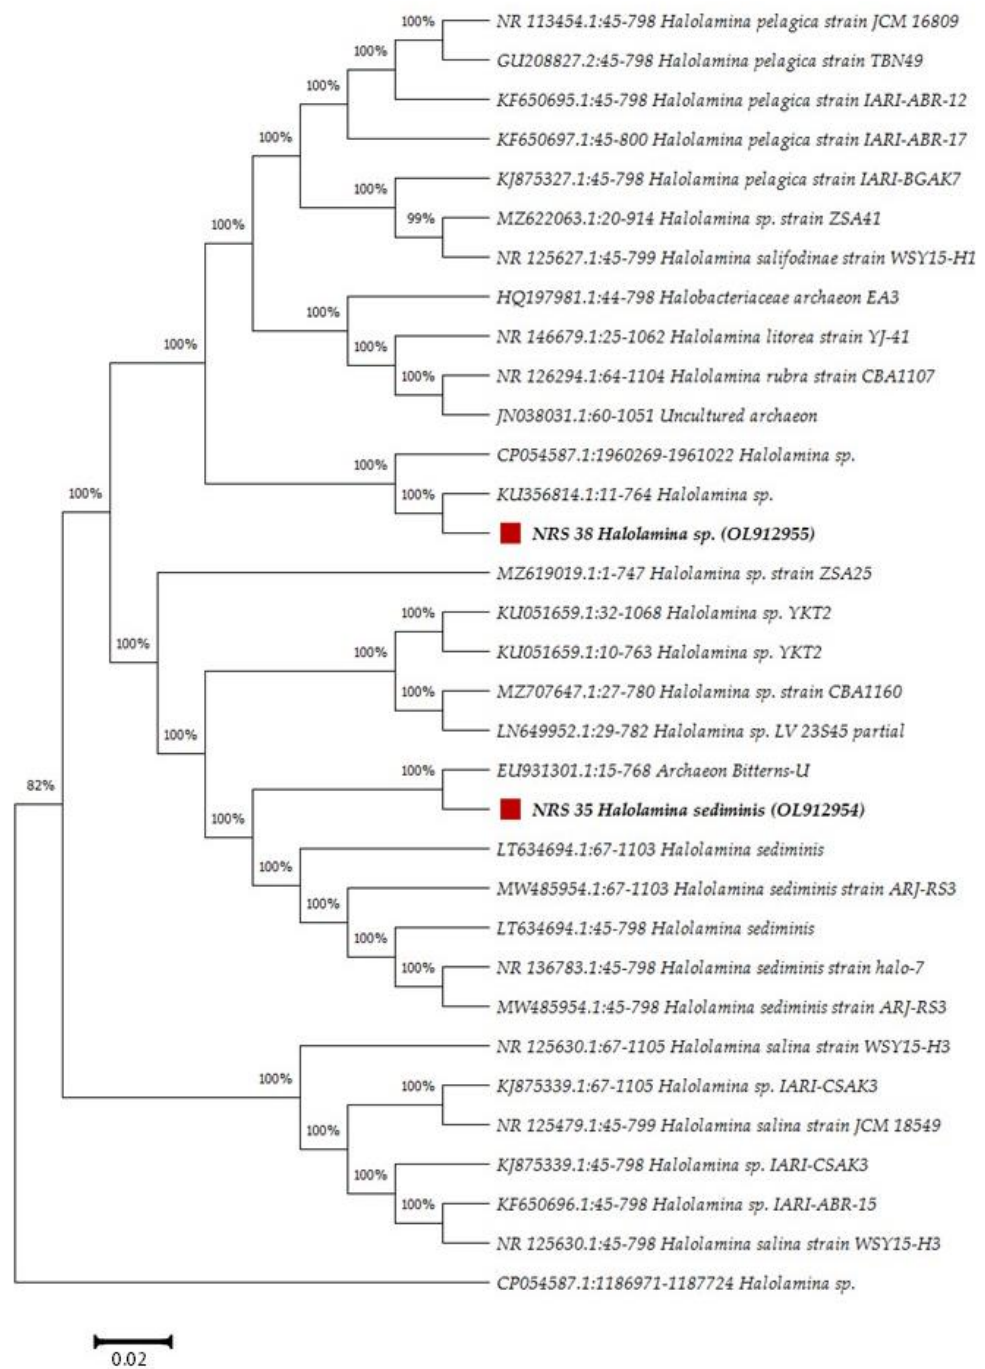 100%
NR 113454.1:45-798 Halolamina pelagica strain JCM 16809
100%
GU208827.2:45-798 Halolamina pelagica strain TBN49
100%
KF650695.1:45-798 Halolamina pelagica strain IARI-ABR-12
100%
KF650697.1:45-800 Halolamina pelagica strain IARI-ABR-17
100%
KJ875327.1:45-798 Halolamina pelagica strain IARI-BGAK7
99%
MZ622063.1:20-914 Halolamina sp. strain ZSA41
100%
NR 125627.1:45-799 Halolamina salifodinae strain WSY15-H1
HQ197981.1:44-798 Halobacteriaceae archaeon EA3
100%
NR 146679.1:25-1062 Halolamina litorea strain YJ-41
100%
100%
NR 126294.1:64-1104 Halolamina rubra strain CBA1107
100%
JN038031.1:60-1051 Uncultured archaeon
CP054587.1:1960269-1961022 Halolamina sp.
100%
KU356814.1:11-764 Halolamina sp.
100%
100%
NRS 38 Halolamina sp. (OL912955)
MZ619019.1:1-747 Halolamina sp. strain ZSA25
100%
KU051659.1:32-1068 Halolamina sp. YKT2
100%
KU051659.1:10-763 Halolamina sp. YKT2
100%
100%
MZ707647.1:27-780 Halolamina sp. strain CBA1160
LN649952.1:29-782 Halolamina sp. LV 23S45 partial
100%
EU931301.1:15-768 Archaeon Bitterns-U
100%
82%
NRS 35 Halolamina sediminis (OL912954)
100%
LT634694.1:67-1103 Halolamina sediminis
100%
MW485954.1:67-1103 Halolamina sediminis strain ARJ-RS3
100%
LT634694.1:45-798 Halolamina sediminis
100%
NR 136783.1:45-798 Halolamina sediminis strain halo-7
100%
MW485954.1:45-798 Halolamina sediminis strain ARJ-RS3
NR 125630.1:67-1105 Halolamina salina strain WSY15-H3
100%
100%
KJ875339.1:67-1105 Halolamina sp. IARI-CSAK3
NR 125479.1:45-799 Halolamina salina strain JCM 18549
100%
KJ875339.1:45-798 Halolamina sp. IARI-CSAK3
100%
KF650696.1:45-798 Halolamina sp. IARI-ABR-15
100%
NR 125630.1:45-798 Halolamina salina strain WSY15-H3
CP054587.1:1186971-1187724 Halolamina sp.
0.02